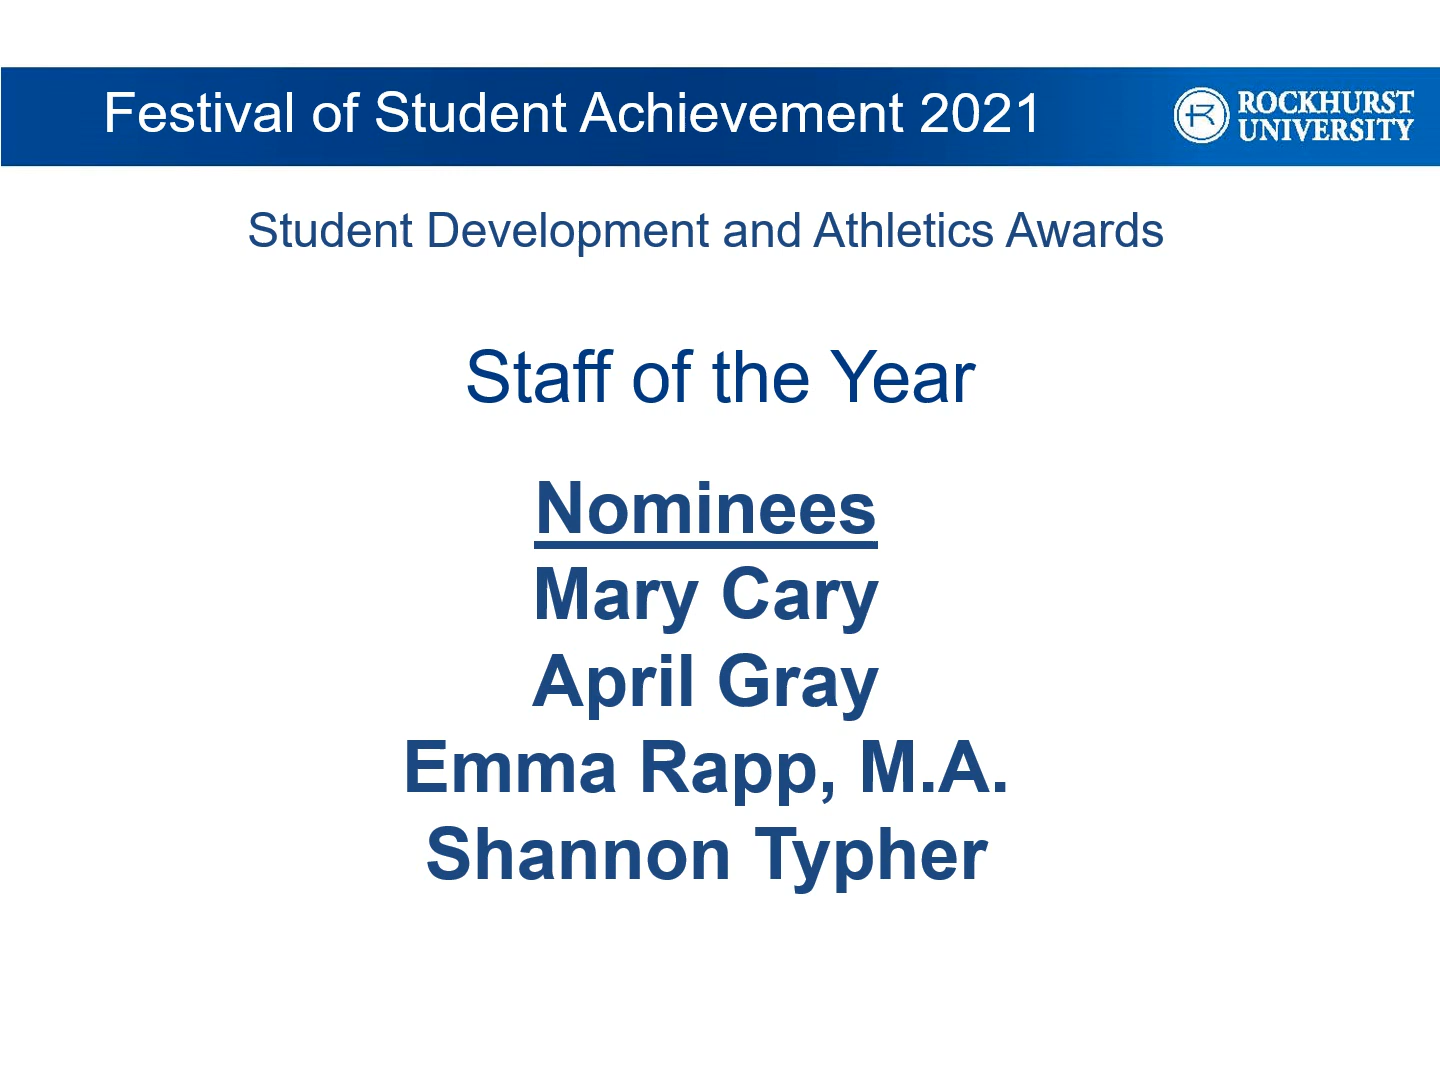 Festival of Student Achievement 2021
ROCKHURST
UNIVERSITY
Student Development and Athletics Awards
Staff of the Year
Nominees
Mary Cary
April Gray
Emma Rapp, M.A.
Shannon Typher